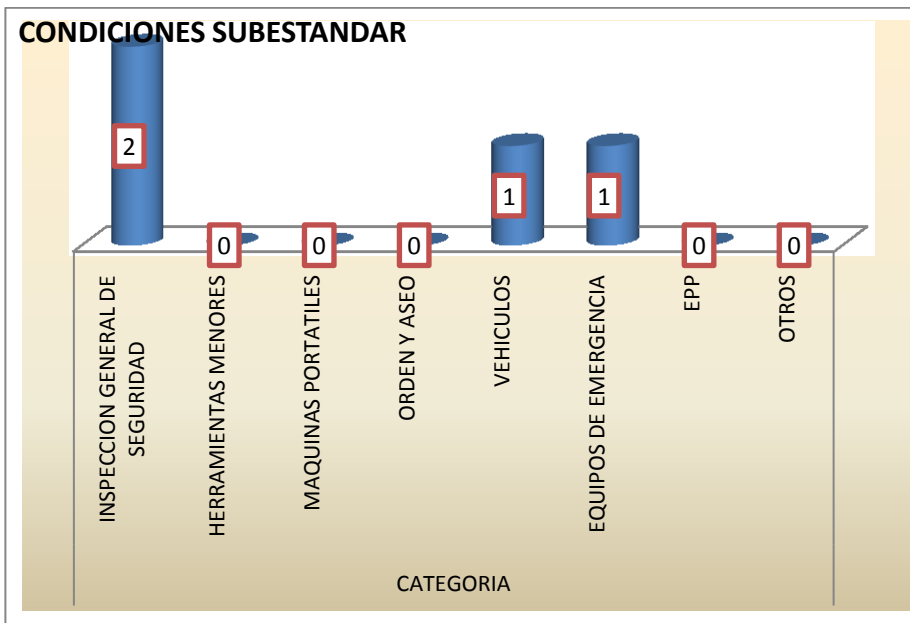 CONDICIONES SUBESTANDAR
2
0
0
0
1
1
0
0
INSPECCION GENERAL DE
SEGURIDAD
HERRAMIENTAS MENORES
MAQUINAS PORTATILES
ORDEN Y ASEO
VEHICULOS
EQUIPOS DE EMERGENCIA
EPP
OTROS
CATEGORIA